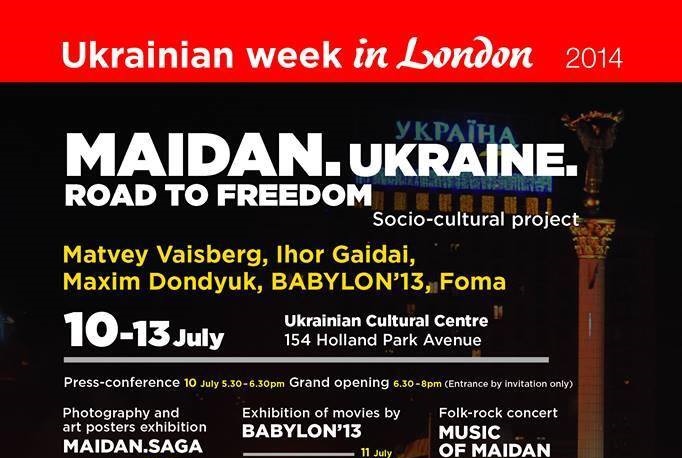 Ukrainian week in London 2014
УКРАЇНА
MAIDAN. UKRAINE.
ROAD TO FREEDOM
Socio-cultural project
Matvey Vaisberg, Ihor Gaidai,
Maxim Dondyuk, BABYLON'13, Foma
10-13 July
Ukrainian Cultural Centre
154 Holland Park Avenue
Press-conference 10 July 5.30-6.30pm Grand opening 6.30-8pm (Entrance by invitation only)
Photography and
art posters exhibition
MAIDAN.SAGA
Exhibition of movies by
BABYLON'13
11 July
Folk-rock concert
MUSIC
OF MAIDAN